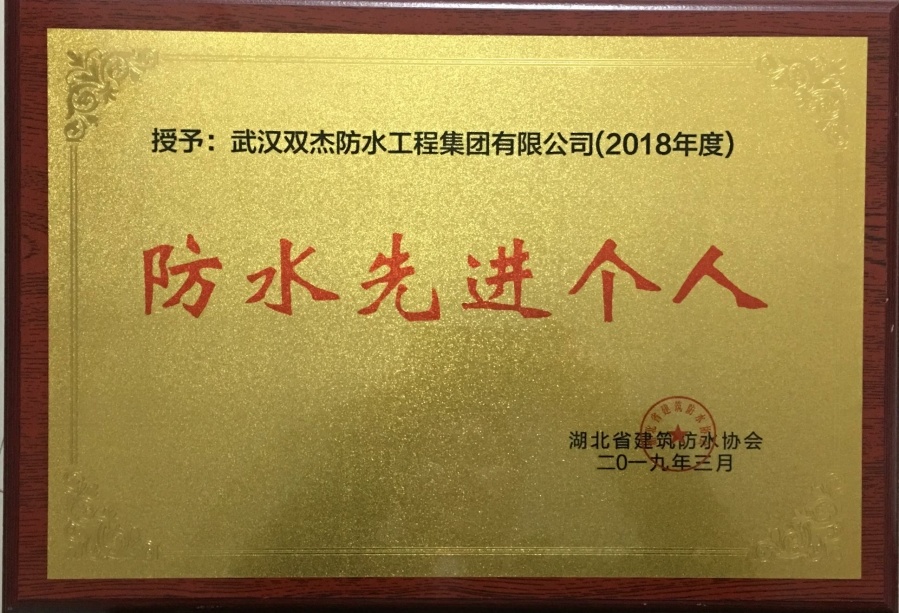 授予：武汉双杰防水工程集团有限公司(2018年度)
防水先进个人
湖北省建筑防水协会
二0一九年三月